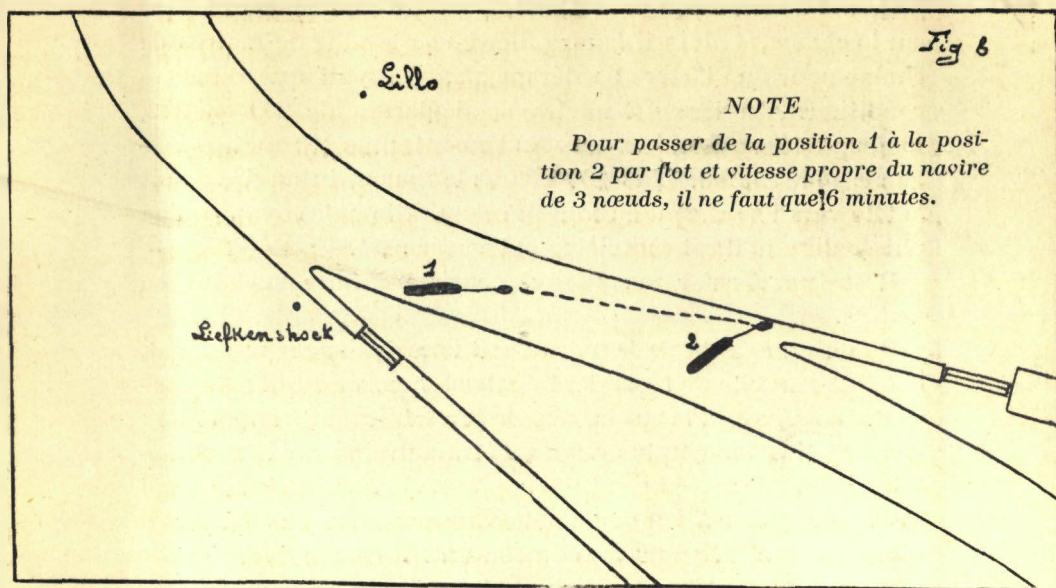 Fig 6
Lillo
NOTE
Pour passer de la position 1 à la posi-
tion 2 par flot et vitesse propre du navire
de 3 nœuds, il ne faut que 6 minutes.
1
Liefkenshoek
2